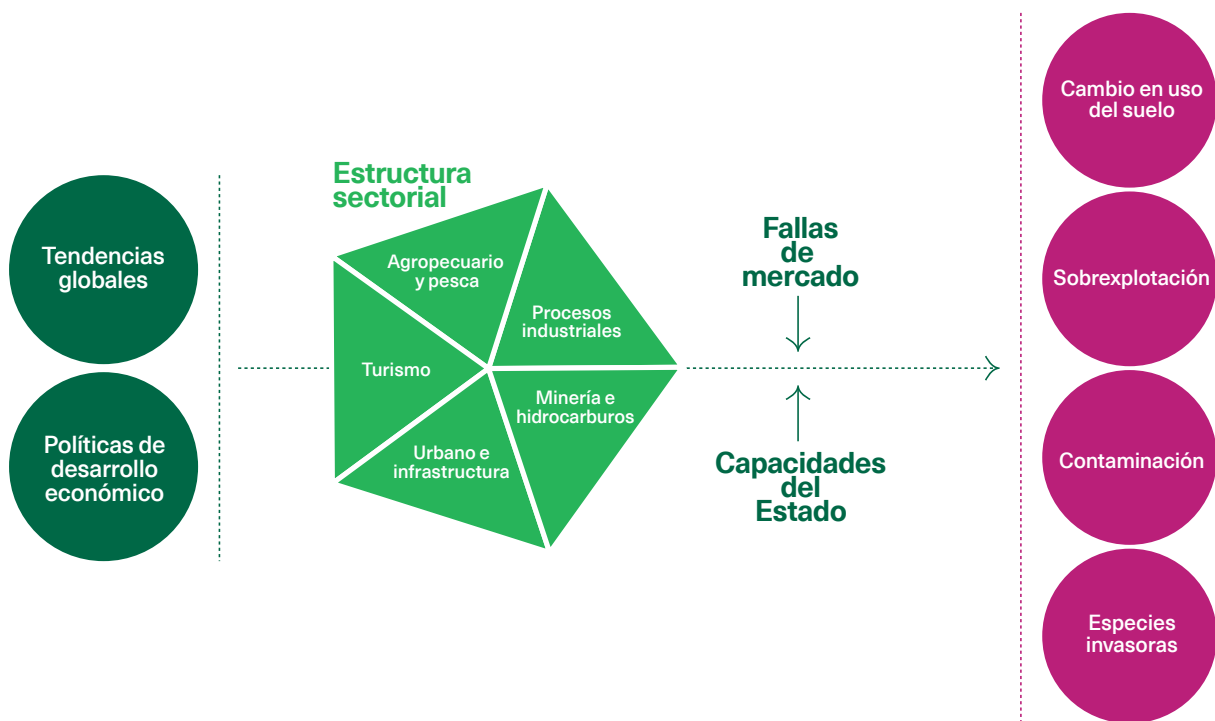 Tendencias
globales
Políticas de
desarrollo
económico
Estructura
sectorial
Agropecuario
y pesca
Procesos
industriales
Turismo
Minería e
hidrocarburos
Urbano e
infrastructura
Fallas
de
mercado
Capacidades
del
Estado
Cambio en uso
del suelo
Sobrexplotación
Contaminación
Especies
invasoras